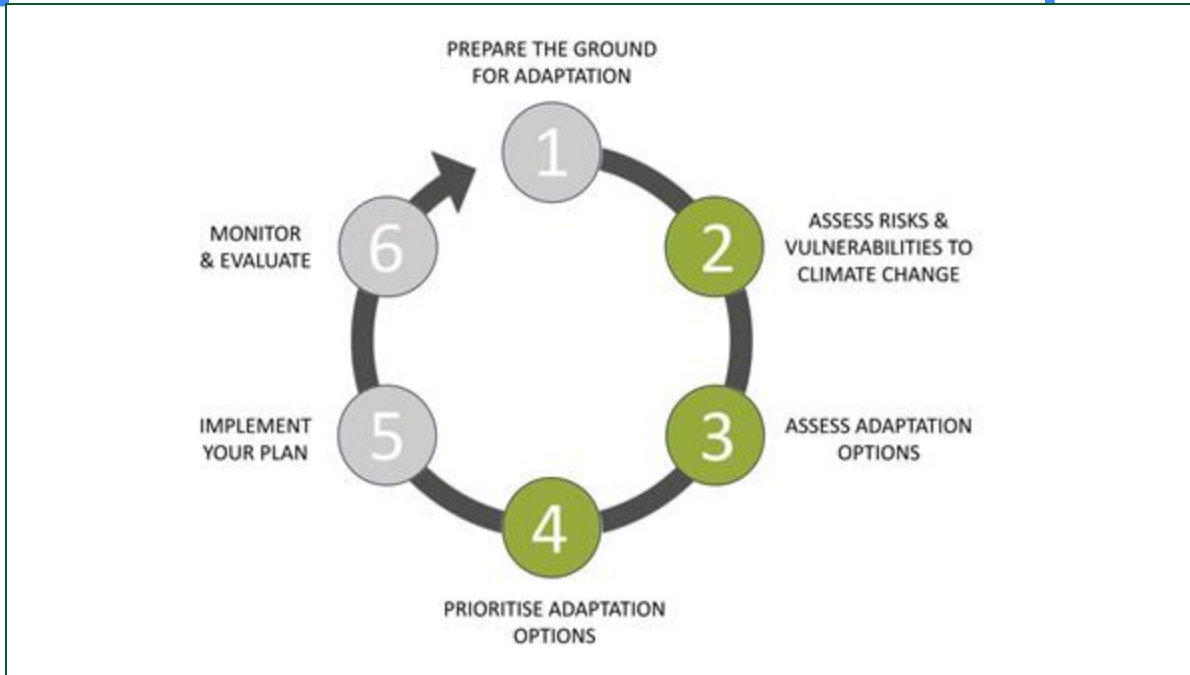 PREPARE THE GROUND
FOR ADAPTATION
1
2
ASSESS RISKS &
VULNERABILITIES TO
CLIMATE CHANGE
3
ASSESS ADAPTATION
OPTIONS
4
PRIORITISE ADAPTATION
OPTIONS
5
IMPLEMENT
YOUR PLAN
6
MONITOR
& EVALUATE